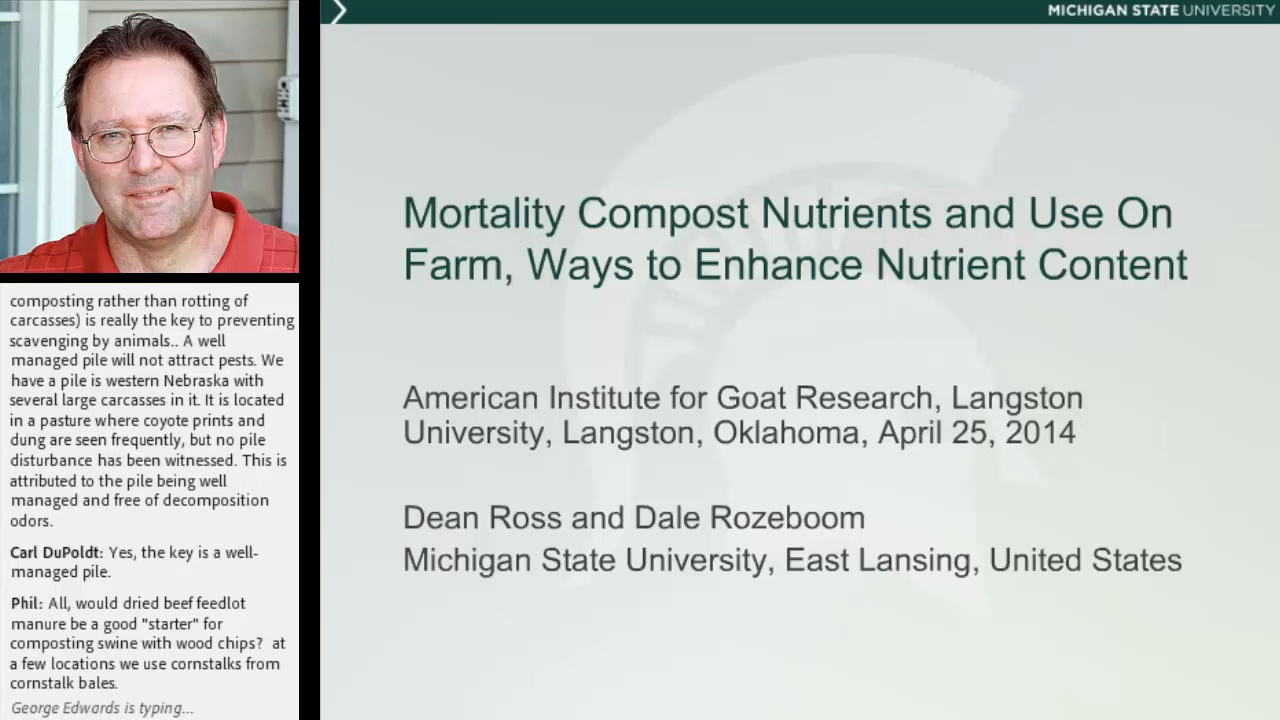 MICHIGAN STATE UNIVERSITY
Mortality Compost Nutrients and Use On
Farm, Ways to Enhance Nutrient Content
American Institute for Goat Research, Langston
University, Langston, Oklahoma, April 25, 2014
Dean Ross and Dale Rozeboom
Michigan State University, East Lansing, United States
composting rather than rotting of
carcasses) is really the key to preventing
scavenging by animals.. A well
managed pile will not attract pests. We
have a pile is western Nebraska with
several large carcasses in it. It is located
in a pasture where coyote prints and
dung are seen frequently, but no pile
disturbance has been witnessed. This is
attributed to the pile being well
managed and free of decomposition
odors.
Carl DuPoldt: Yes, the key is a well-
managed pile.
Phil: All, would dried beef feedlot
manure be a good "starter" for
composting swine with wood chips? at
a few locations we use cornstalks from
cornstalk bales.
George Edwards is typing...